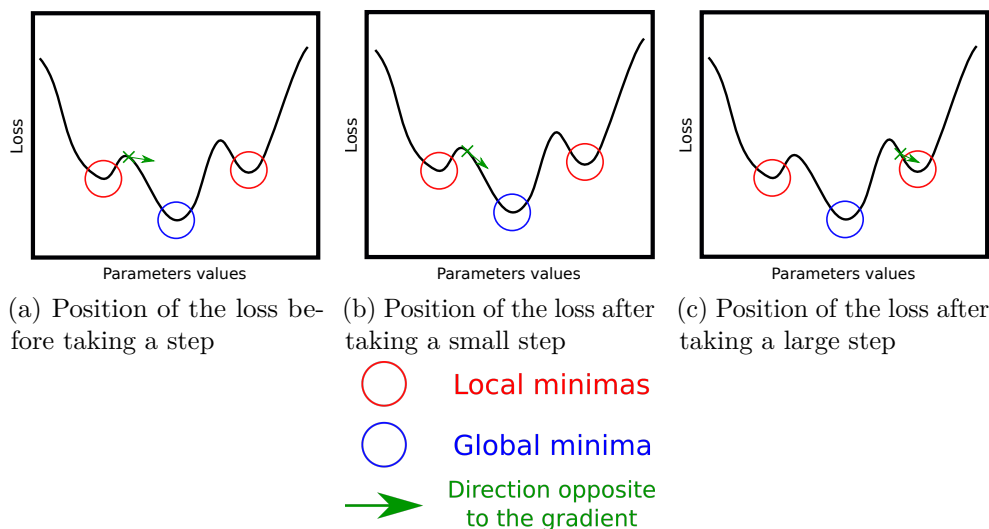 Loss
Parameters values
Loss
Parameters values
Loss
Parameters values
(a) Position of the loss be-
fore taking a step
(b) Position of the loss after
taking a small step
(c) Position of the loss after
taking a large step
Local minimas
Global minima
Direction opposite
to the gradient